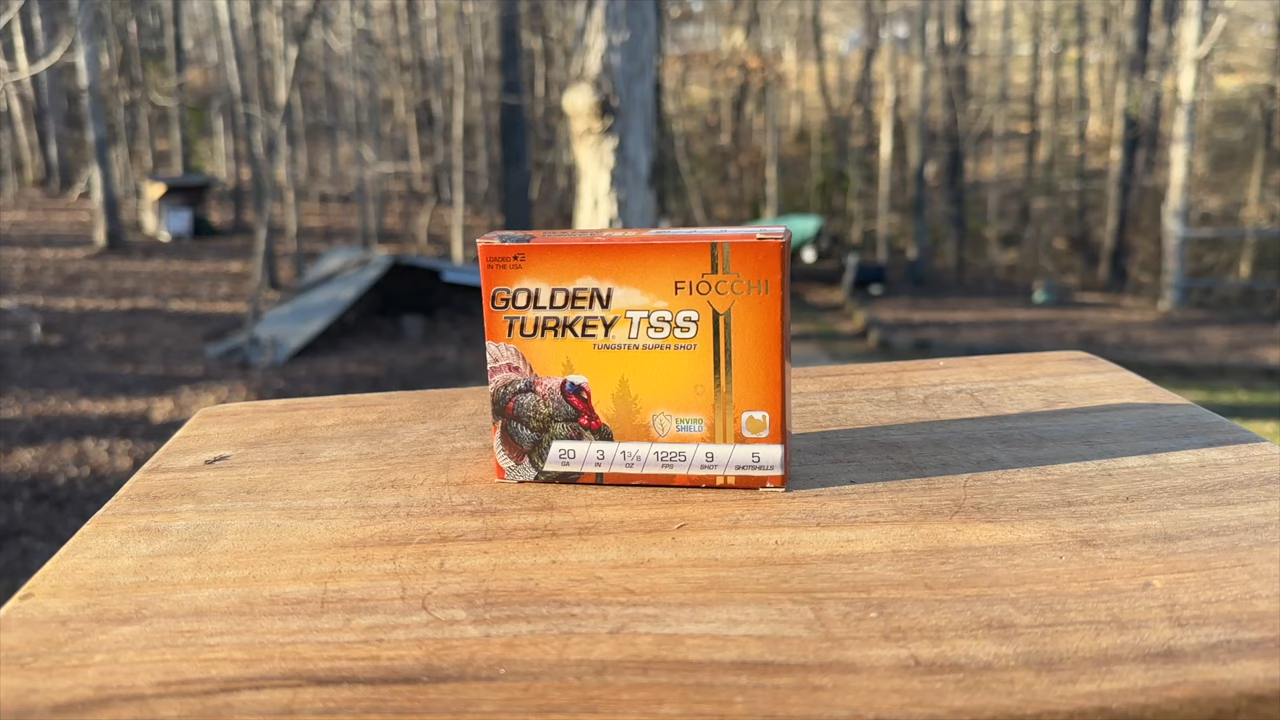 LOADED
IN THE USA
FIOCCHI
GOLDEN
TURKEY TSS
TUNGSTEN SUPER SHOT
ENVIRO
SHIELD
20 3 1 3/8 1225 9 5
GA IN OZ FPS SHOT SHOTSHELLS